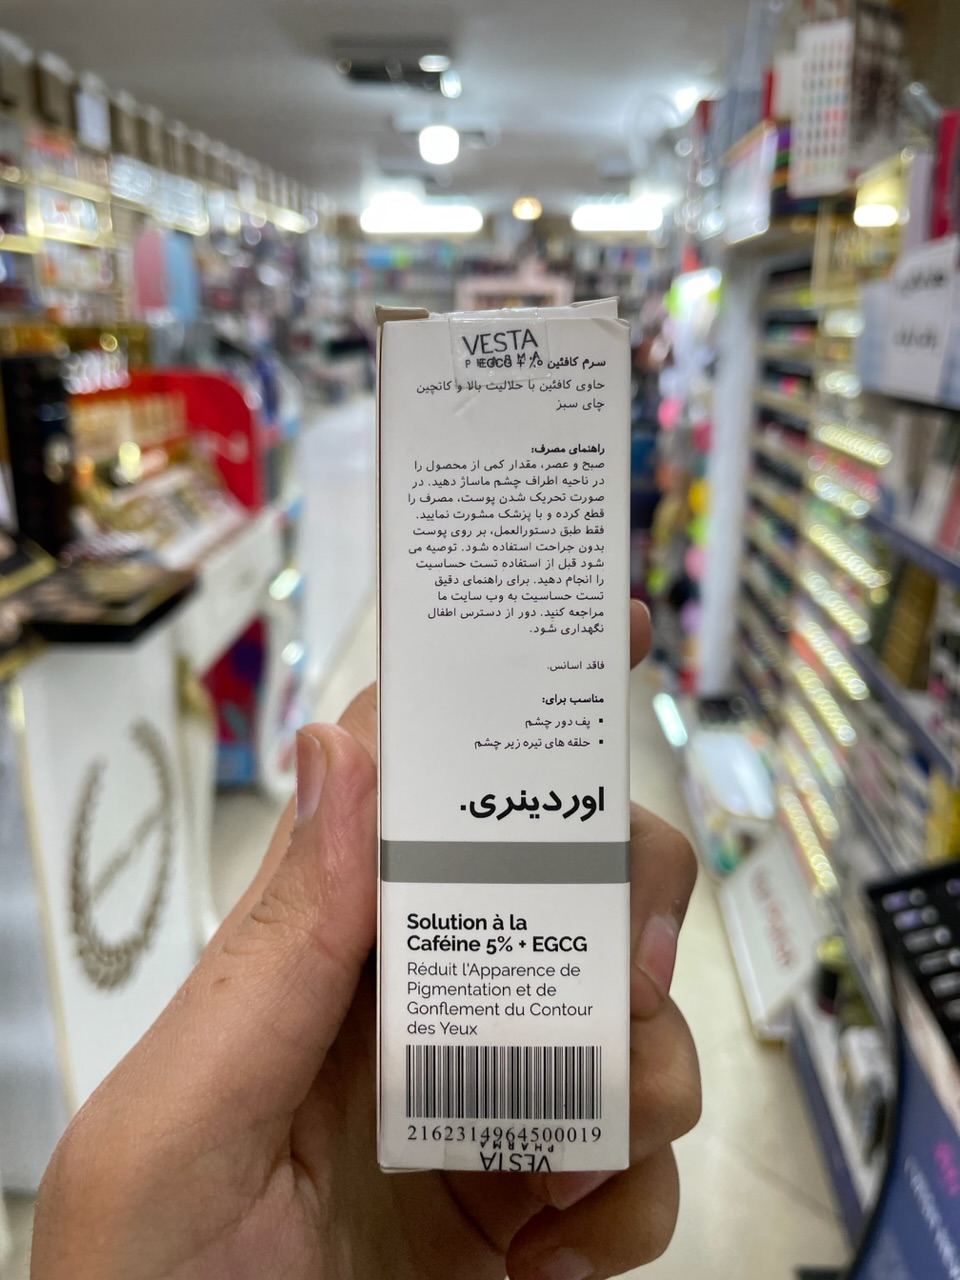 VESTA
PHARMA
سرم کافئین ۵% + EGCG
حاوی کافئین با حلالیت بالا و کاتچین
چای سبز
راهنمای مصرف:
صبح و عصر، مقدار کمی از محصول را
در ناحیه اطراف چشم ماساژ دهید. در
صورت تحریک شدن پوست، مصرف را
قطع کرده و با پزشک مشورت نمایید.
فقط طبق دستورالعمل، بر روی پوست
بدون جراحت استفاده شود. توصیه می
شود قبل از استفاده تست حساسیت
را انجام دهید. برای راهنمای دقیق
تست حساسیت به وب سایت ما
مراجعه کنید. دور از دسترس اطفال
نگهداری شود.
فاقد اسانس.
مناسب برای:
▪ پف دور چشم
▪ حلقه های تیره زیر چشم
اوردینری.
Solution à la
Caféine 5% + EGCG
Réduit l'Apparence de
Pigmentation et de
Gonflement du Contour
des Yeux
2162314964500019
VESTA
PHARMA